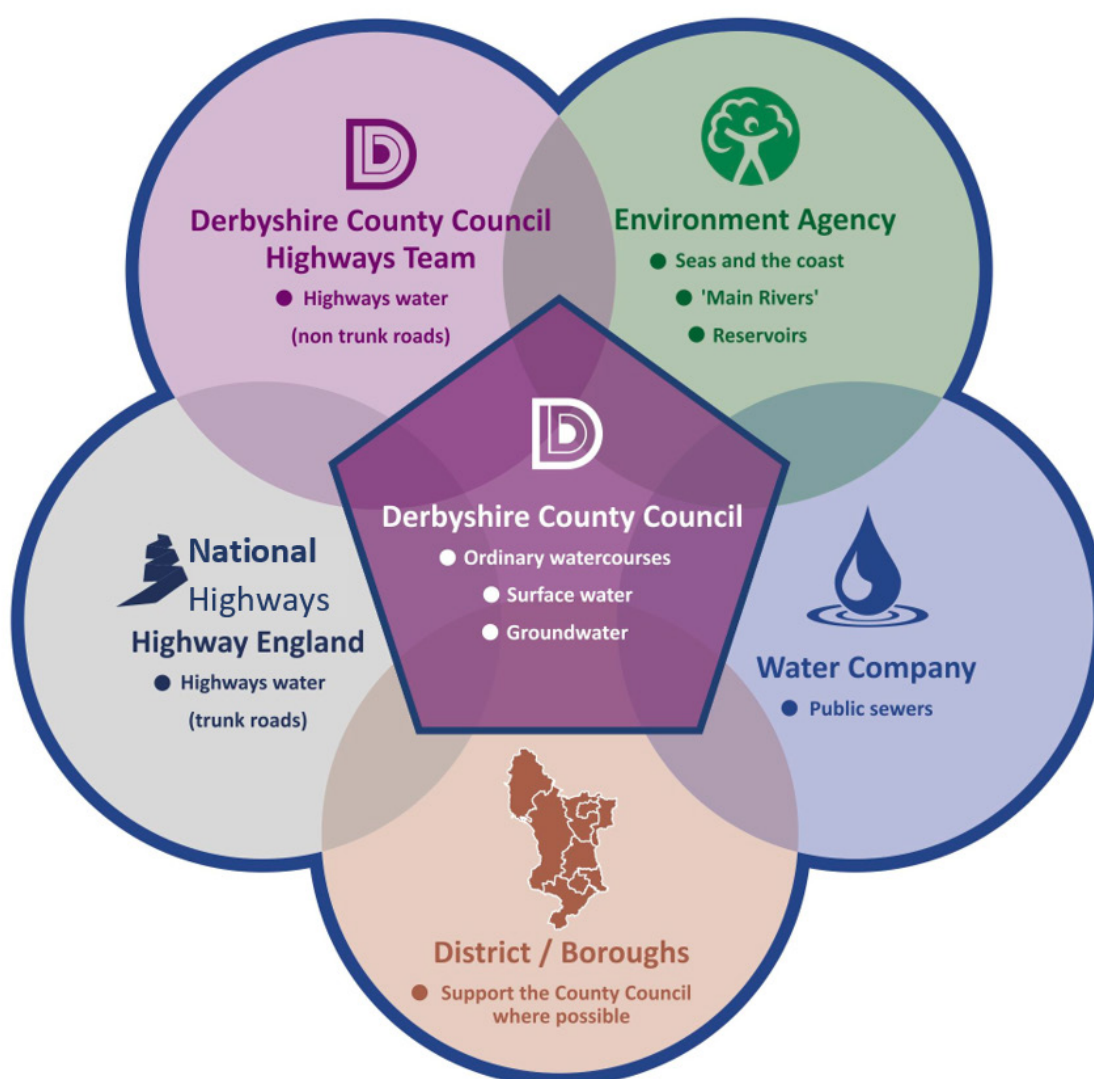 Derbyshire County Council
Highways Team
● Highways water
(non trunk roads)
Environment Agency
● Seas and the coast
● 'Main Rivers'
● Reservoirs
Derbyshire County Council
● Ordinary watercourses
● Surface water
● Groundwater
National
Highways
Highway England
● Highways water
(trunk roads)
Water Company
● Public sewers
District / Boroughs
● Support the County Council
where possible